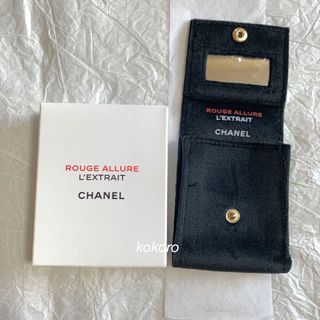 ROUGE ALLURE
L'EXTRAIT
CHANEL
ROUGE ALLURE
L'EXTRAIT
CHANEL
kokoro